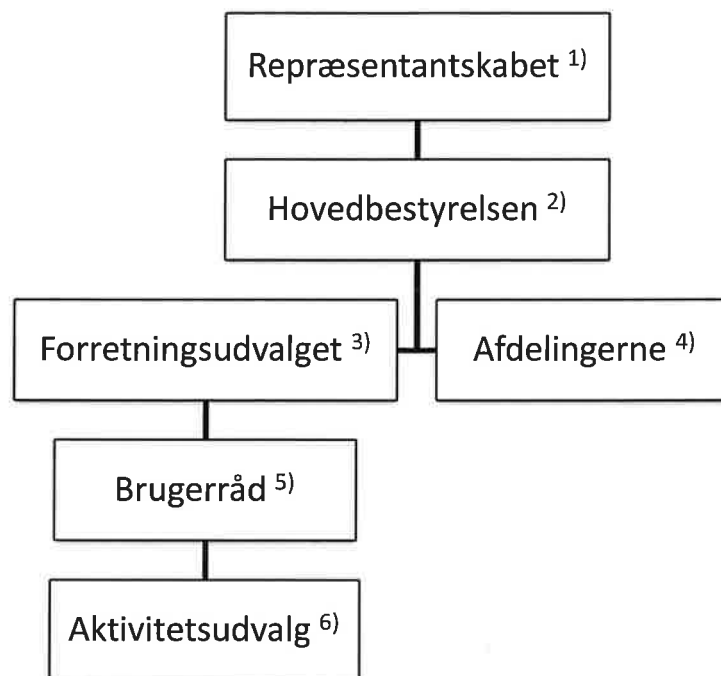 Repræsentantskabet 1)
Hovedbestyrelsen 2)
Forretningsudvalget 3)
Afdelingerne 4)
Brugerråd 5)
Aktivitetsudvalg 6)